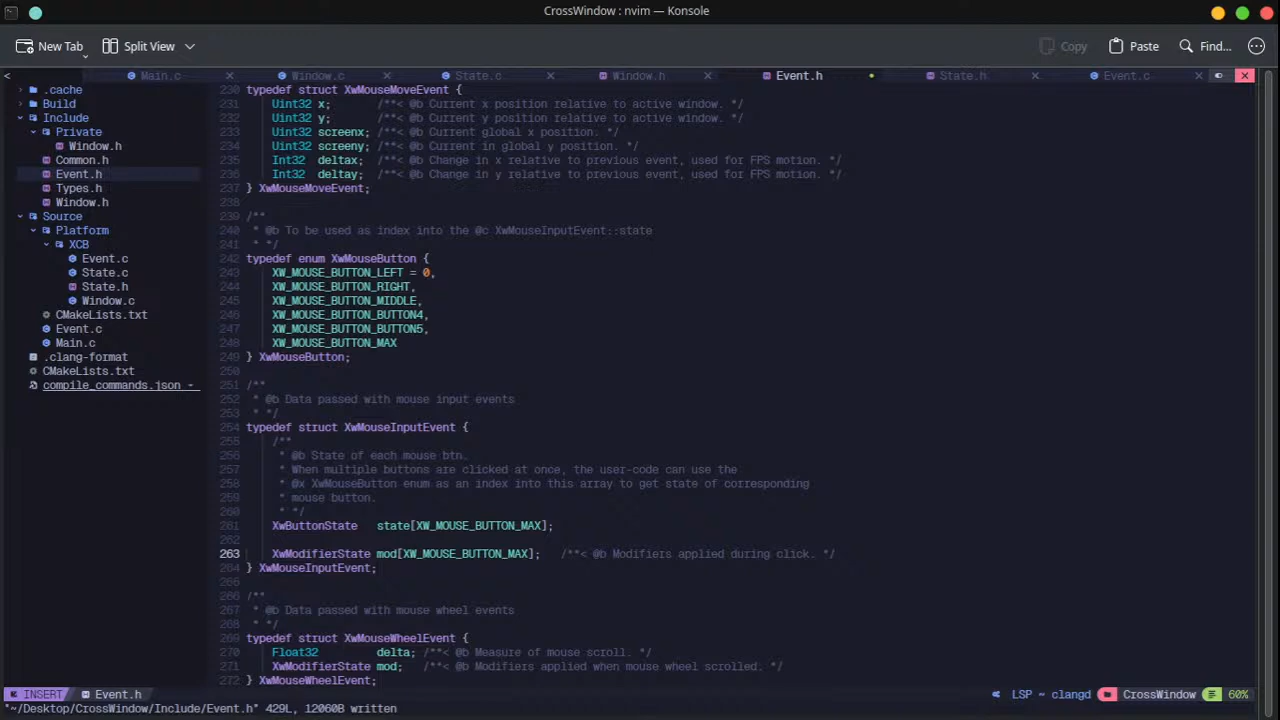 CrossWindow : nvim — Konsole
New Tab Split View Copy Paste Find...
< Main.c × Window.c × State.c × Window.h × Event.h ● State.h × Event.c ×
.cache
Build
Include
Private
Window.h
Common.h
Event.h
Types.h
Window.h
Source
Platform
XCB
Event.c
State.c
State.h
Window.c
CMakeLists.txt
Event.c
Main.c
.clang-format
CMakeLists.txt
compile_commands.json -
230 typedef struct XwMouseMoveEvent {
231 Uint32 x; /**< @b Current x position relative to active window. */
232 Uint32 y; /**< @b Current y position relative to active window. */
233 Uint32 screenx; /**< @b Current global x position. */
234 Uint32 screeny; /**< @b Current in global y position. */
235 Int32 deltax; /**< @b Change in x relative to previous event, used for FPS motion. */
236 Int32 deltay; /**< @b Change in y relative to previous event, used for FPS motion. */
237 } XwMouseMoveEvent;
238
239 /**
240 * @b To be used as index into the @c XwMouseInputEvent::state
241 * */
242 typedef enum XwMouseButton {
243 XW_MOUSE_BUTTON_LEFT = 0,
244 XW_MOUSE_BUTTON_RIGHT,
245 XW_MOUSE_BUTTON_MIDDLE,
246 XW_MOUSE_BUTTON_BUTTON4,
247 XW_MOUSE_BUTTON_BUTTON5,
248 XW_MOUSE_BUTTON_MAX
249 } XwMouseButton;
250
251 /**
252 * @b Data passed with mouse input events
253 * */
254 typedef struct XwMouseInputEvent {
255 /**
256 * @b State of each mouse btn.
257 * When multiple buttons are clicked at once, the user-code can use the
258 * @x XwMouseButton enum as an index into this array to get state of corresponding
259 * mouse button.
260 * */
261 XwButtonState state[XW_MOUSE_BUTTON_MAX];
262
263 XwModifierState mod[XW_MOUSE_BUTTON_MAX]; /**< @b Modifiers applied during click. */
264 } XwMouseInputEvent;
265
266 /**
267 * @b Data passed with mouse wheel events
268 * */
269 typedef struct XwMouseWheelEvent {
270 Float32 delta; /**< @b Measure of mouse scroll. */
271 XwModifierState mod; /**< @b Modifiers applied when mouse wheel scrolled. */
272 } XwMouseWheelEvent;
INSERT Event.h LSP ~ clangd CrossWindow 60%
"~/Desktop/CrossWindow/Include/Event.h" 429L, 12060B written